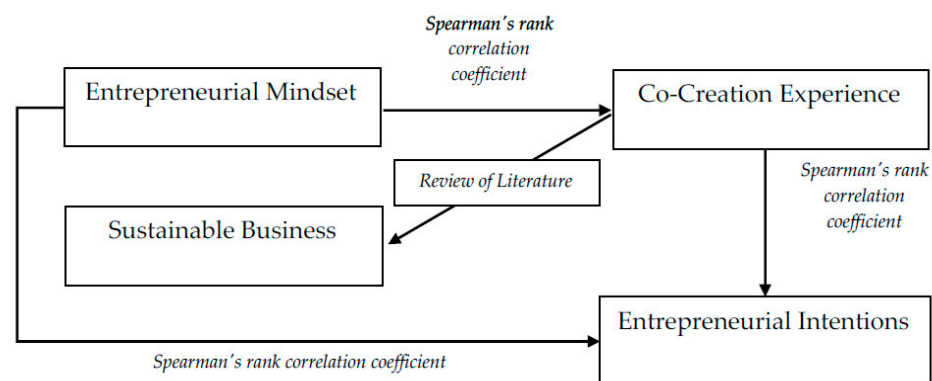 Spearman's rank
correlation
coefficient
Entrepreneurial Mindset
Co-Creation Experience
Review of Literature
Spearman's rank
correlation
coefficient
Sustainable Business
Entrepreneurial Intentions
Spearman's rank correlation coefficient